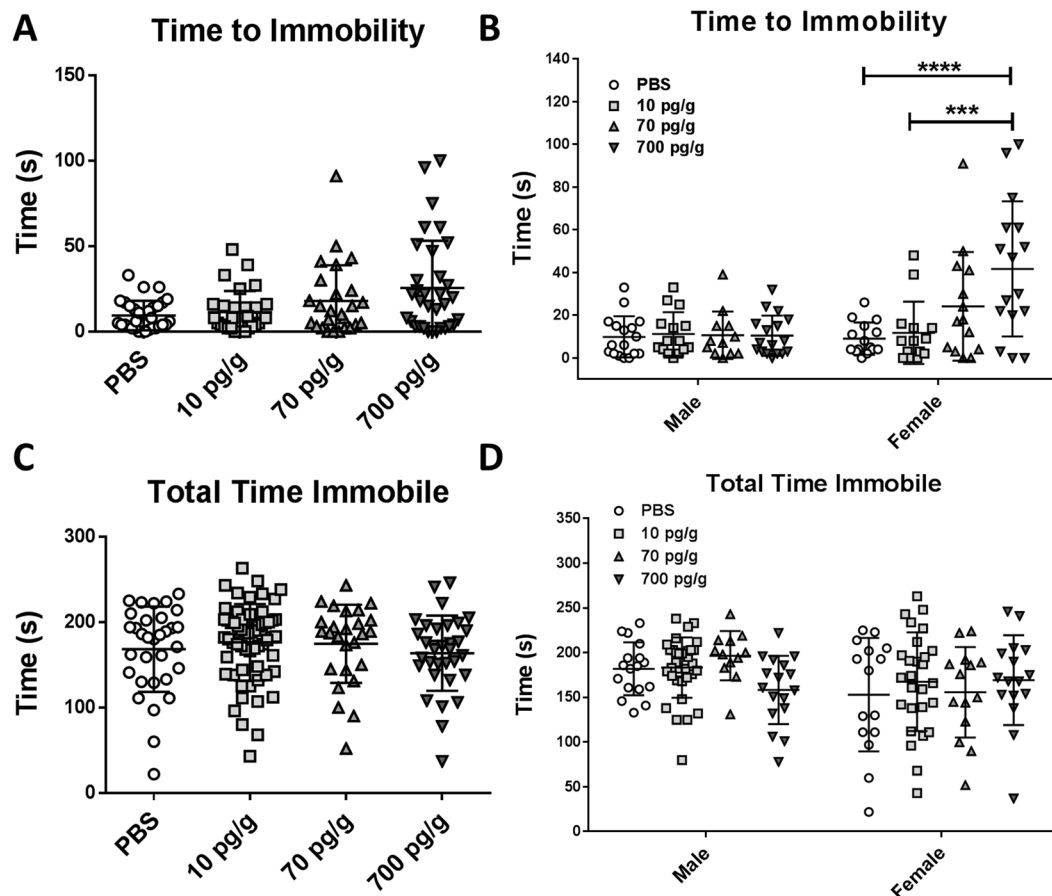 A
Time to Immobility
Time (s)
150
100
50
0
PBS
10 pg/g
70 pg/g
700 pg/g
B
Time to Immobility
Time (s)
140
120
100
80
60
40
20
0
PBS
10 pg/g
70 pg/g
700 pg/g
****
***
Male
Female
C
Total Time Immobile
Time (s)
300
200
100
0
PBS
10 pg/g
70 pg/g
700 pg/g
D
Total Time Immobile
Time (s)
350
300
250
200
150
100
50
0
PBS
10 pg/g
70 pg/g
700 pg/g
Male
Female